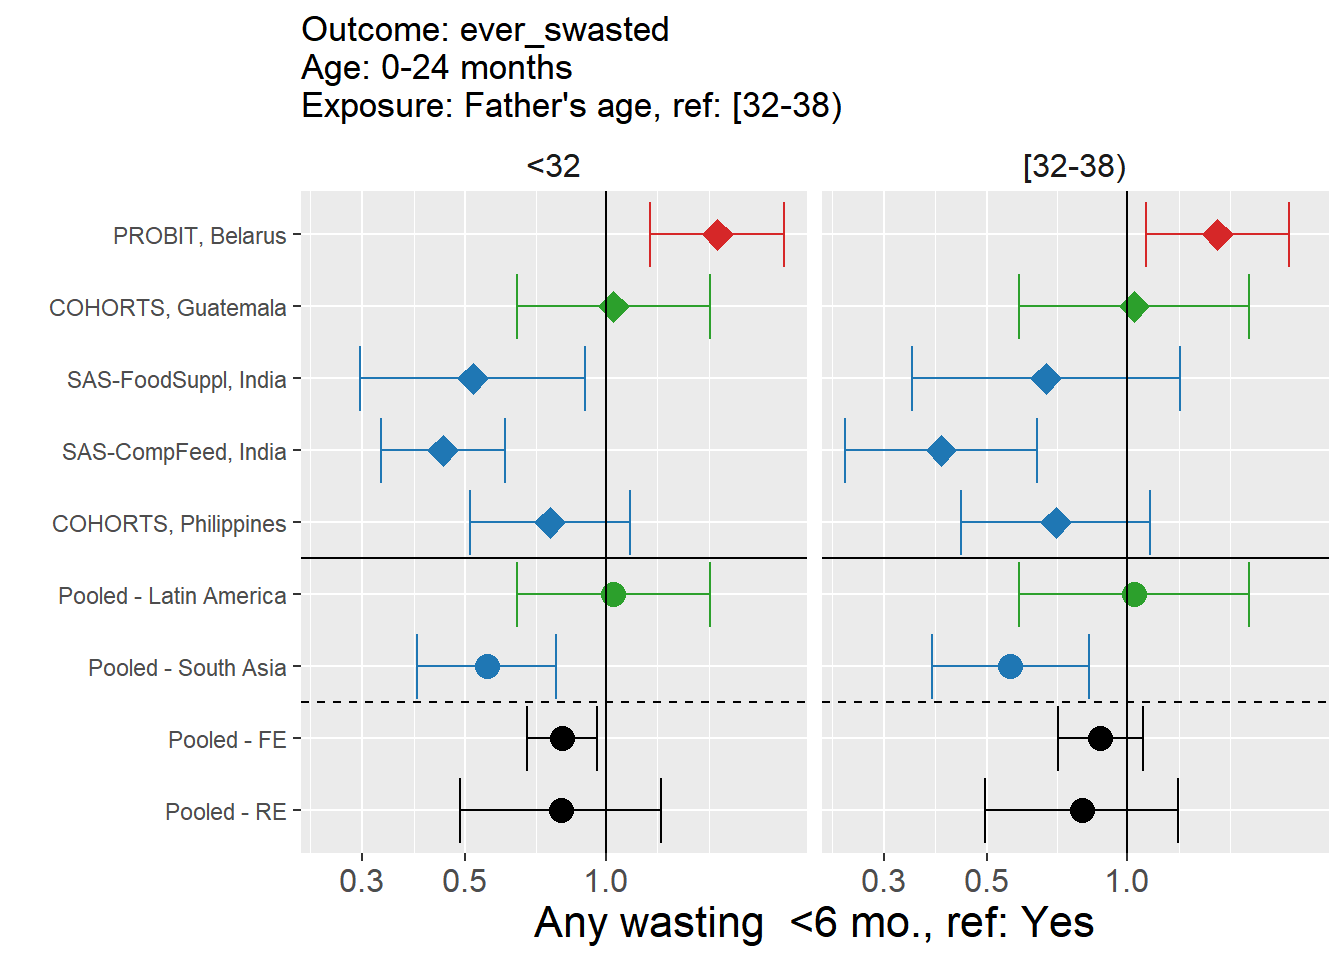 Outcome: ever_swasted
Age: 0-24 months
Exposure: Father's age, ref: [32-38)
<32
[32-38)
PROBIT, Belarus
COHORTS, Guatemala
SAS-FoodSuppl, India
SAS-CompFeed, India
COHORTS, Philippines
Pooled - Latin America
Pooled - South Asia
Pooled - FE
Pooled - RE
0.3 0.5 1.0 0.3 0.5 1.0
Any wasting  <6 mo., ref: Yes